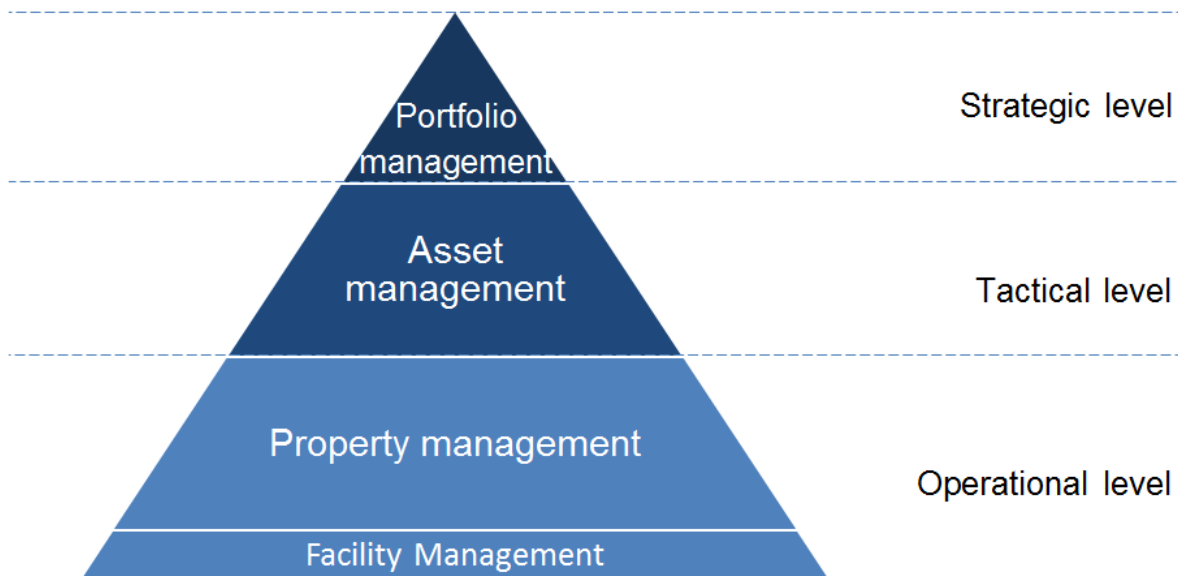 Portfolio
management
Strategic level
Asset
management
Tactical level
Property management
Operational level
Facility Management